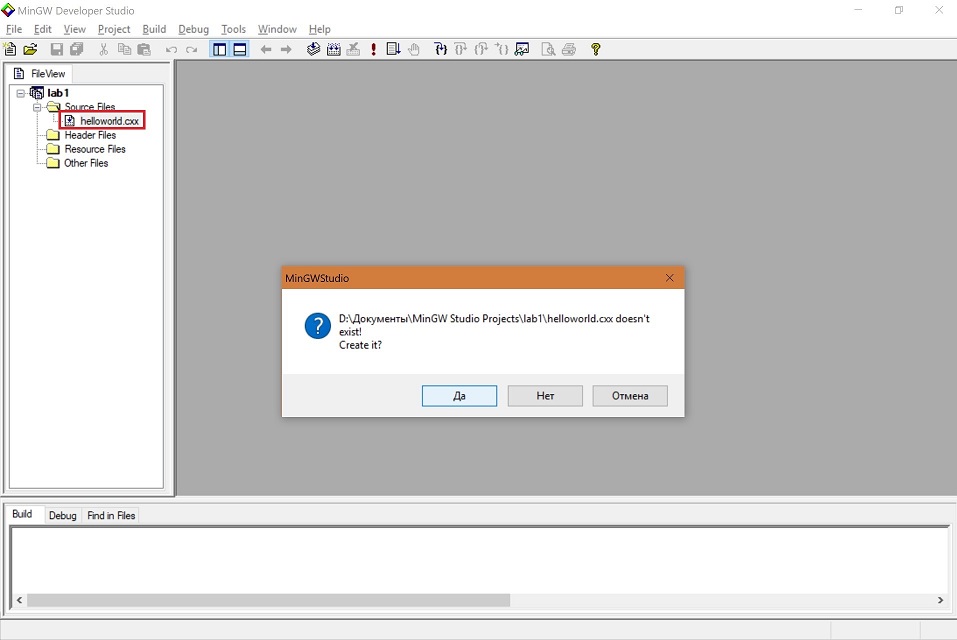 MinGW Developer Studio
File Edit View Project Build Debug Tools Window Help
FileView
lab1
Source Files
helloworld.cxx
Header Files
Resource Files
Other Files
MinGWStudio
D:\Документы\MinGW Studio Projects\lab1\helloworld.cxx doesn't
exist!
Create it?
Да Нет Отмена
Build Debug Find in Files